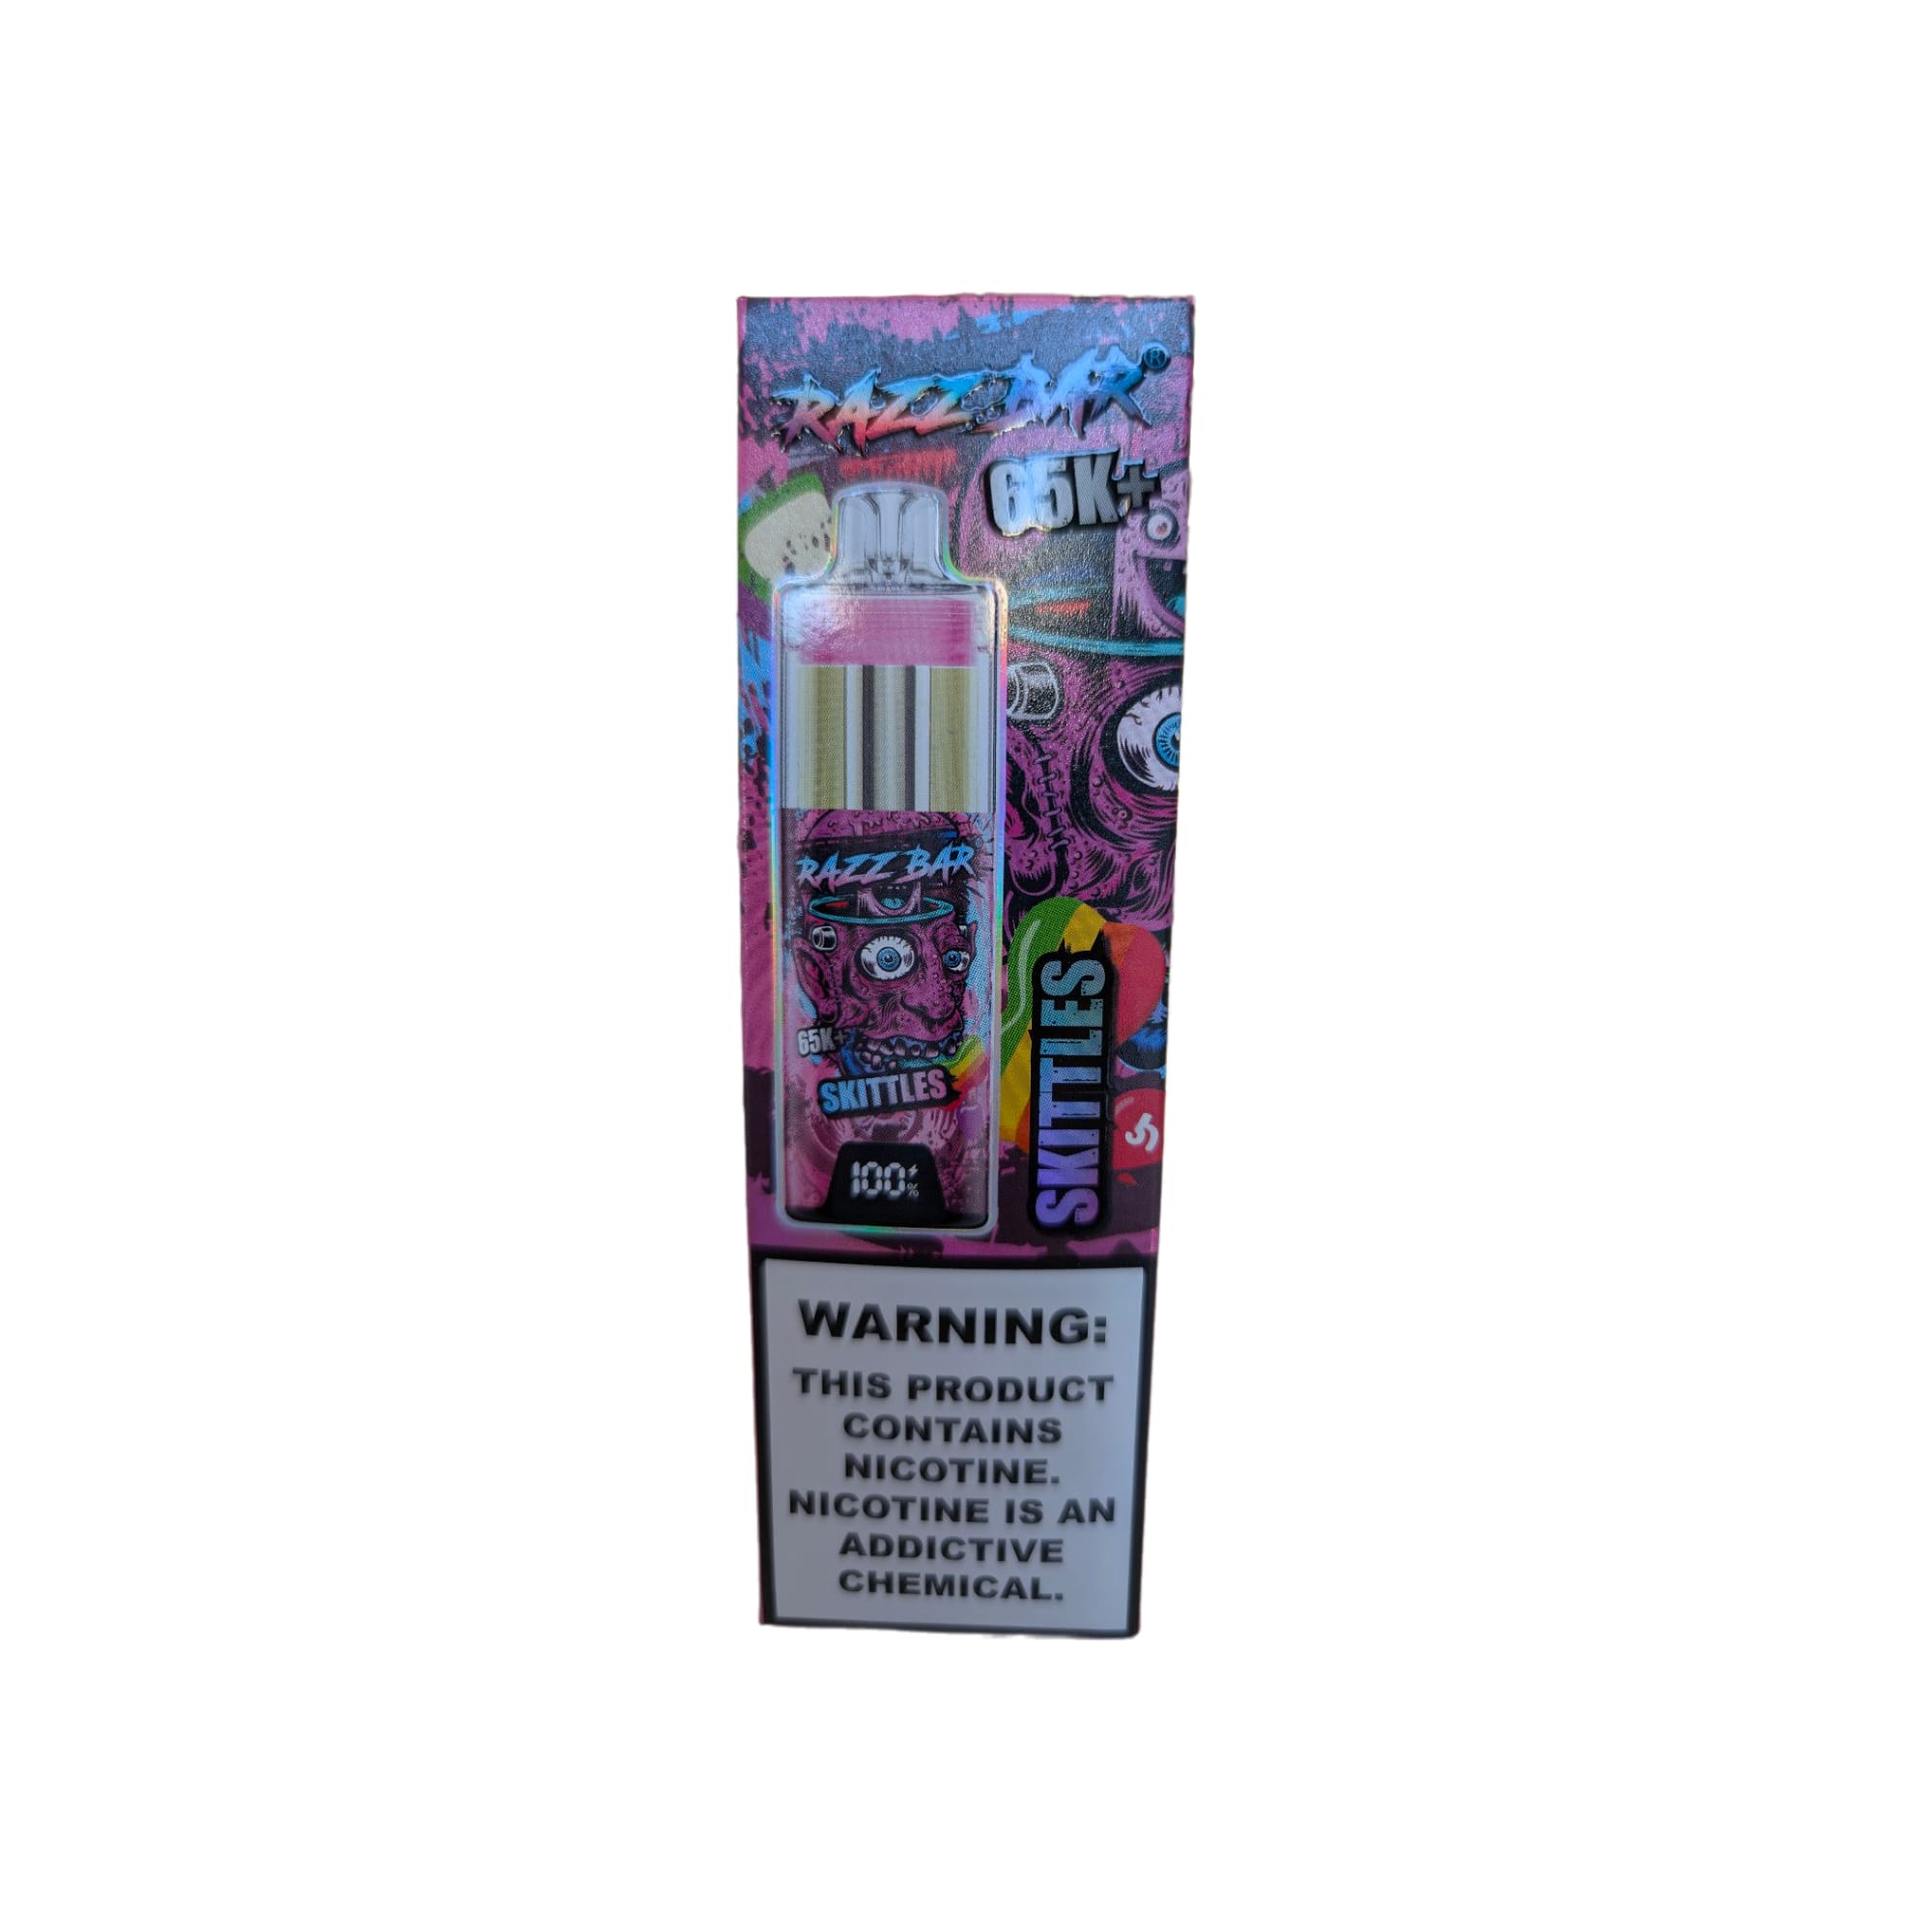 RAZZ BAR®
65K+
RAZZ BAR
65K+
SKITTLES
100%
SKITTLES
S
WARNING:
THIS PRODUCT
CONTAINS
NICOTINE.
NICOTINE IS AN
ADDICTIVE
CHEMICAL.